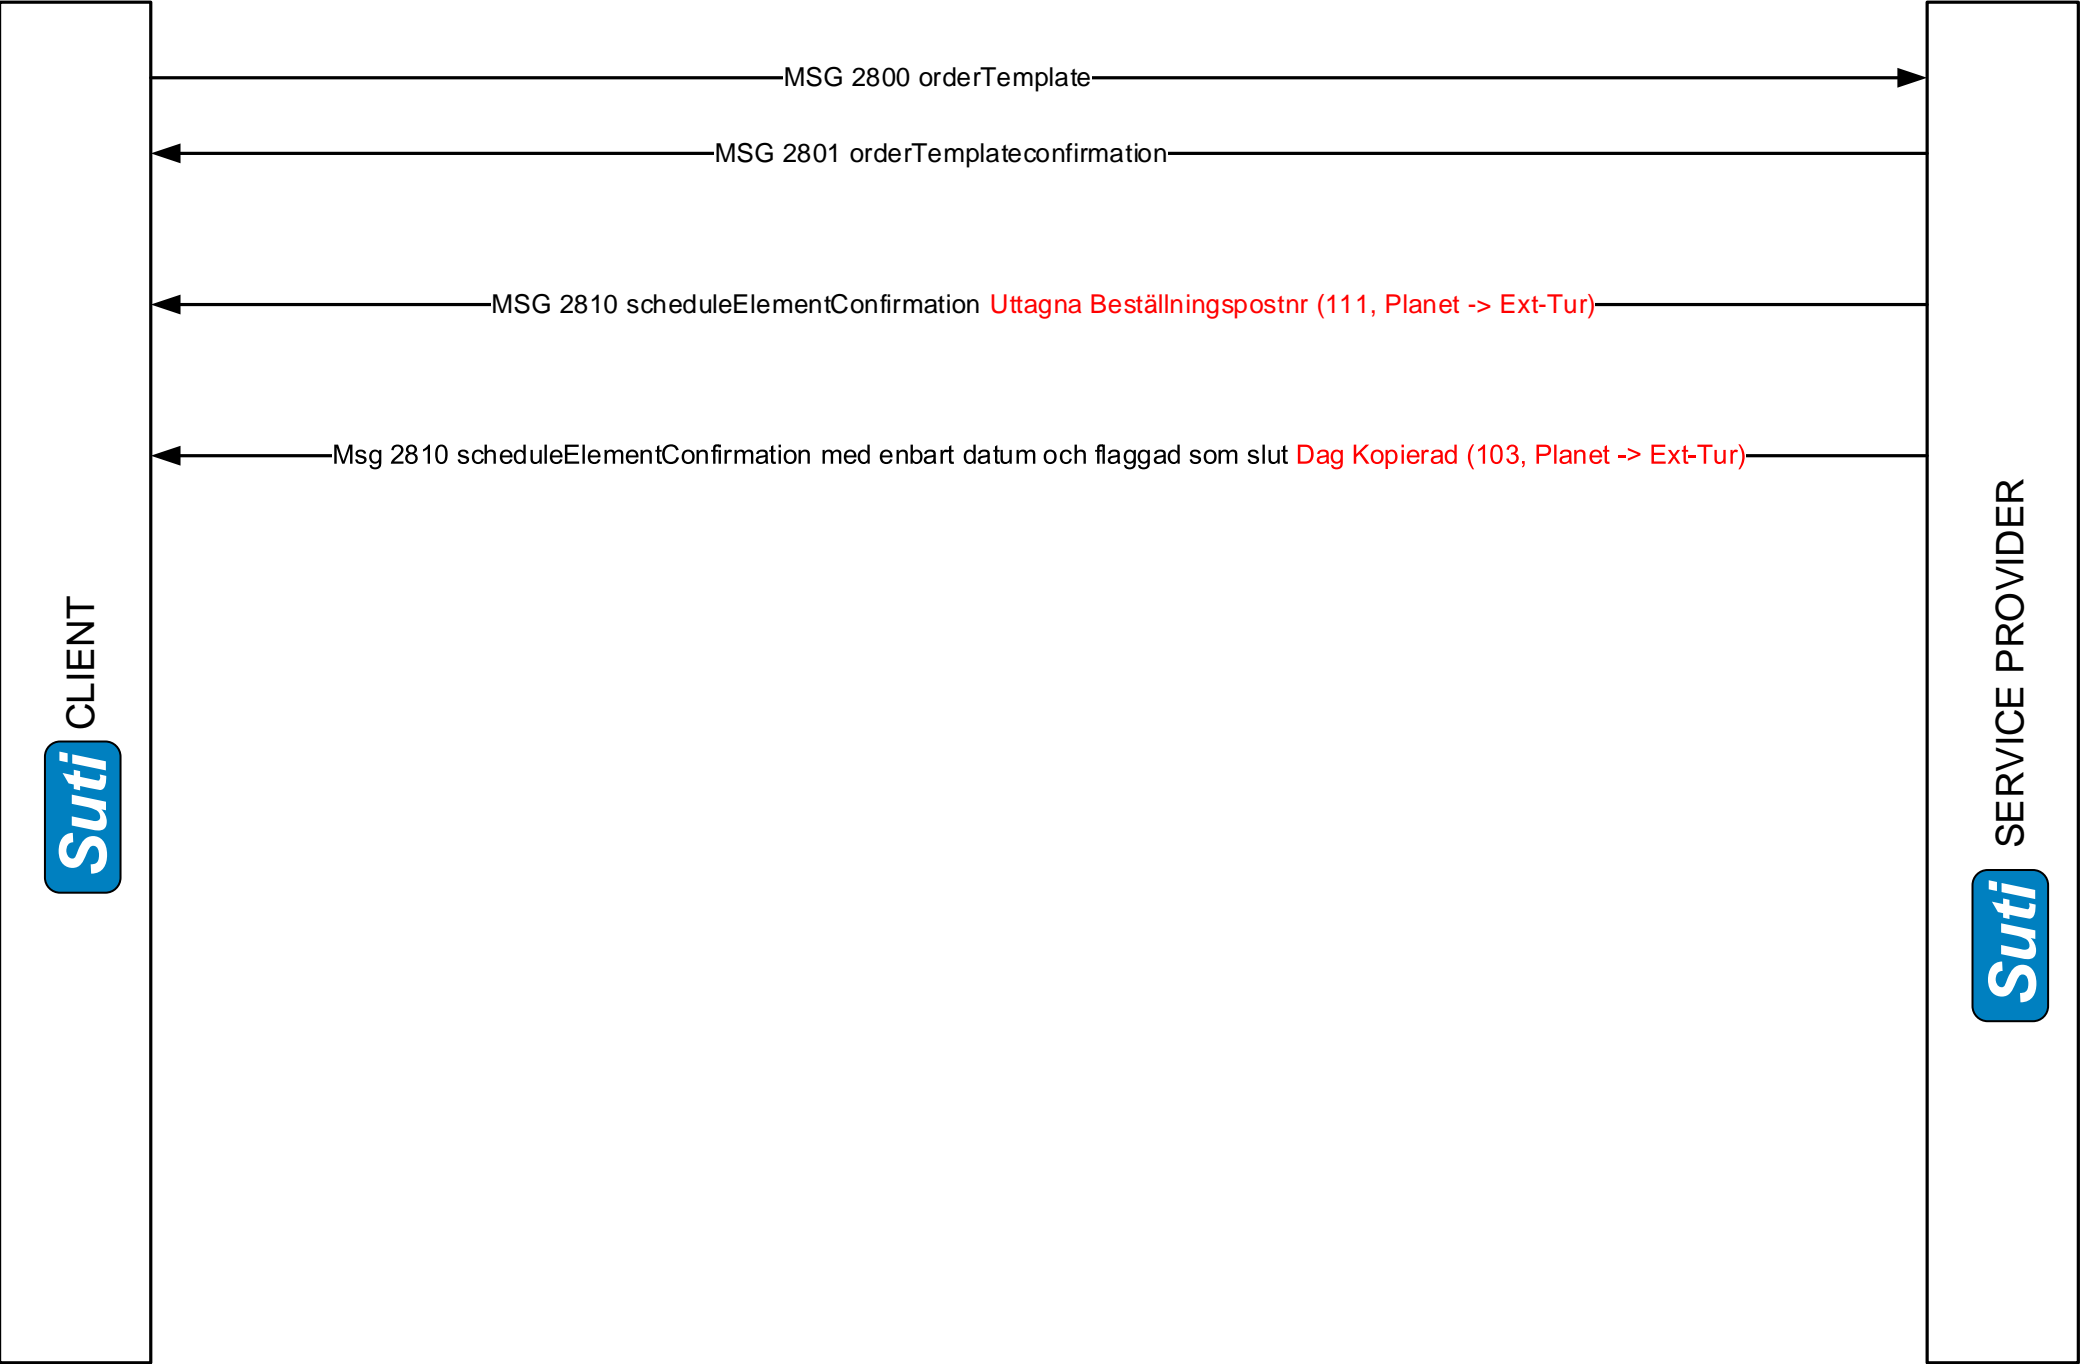 MSG 2800 orderTemplate
MSG 2801 orderTemplateconfirmation
MSG 2810 scheduleElementConfirmation Uttagna Beställningspostnr (111, Planet -> Ext-Tur)
Msg 2810 scheduleElementConfirmation med enbart datum och flaggad som slut Dag Kopierad (103, Planet -> Ext-Tur)
Suti CLIENT
Suti SERVICE PROVIDER